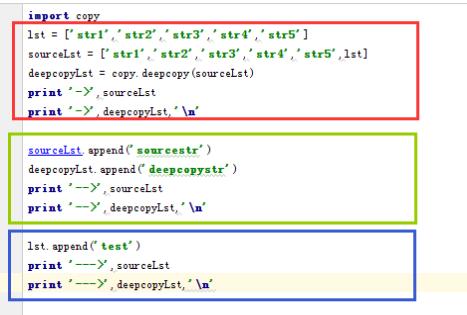 import copy
lst = ['str1','str2','str3','str4','str5']
sourceLst = ['str1','str2','str3','str4','str5',lst]
deepcopyLst = copy.deepcopy(sourceLst)
print '->',sourceLst
print '->',deepcopyLst,'\n'
sourceLst.append('sourcestr')
deepcopyLst.append('deepcopystr')
print '-->',sourceLst
print '-->',deepcopyLst,'\n'
lst.append('test')
print '--->',sourceLst
print '--->',deepcopyLst,'\n'